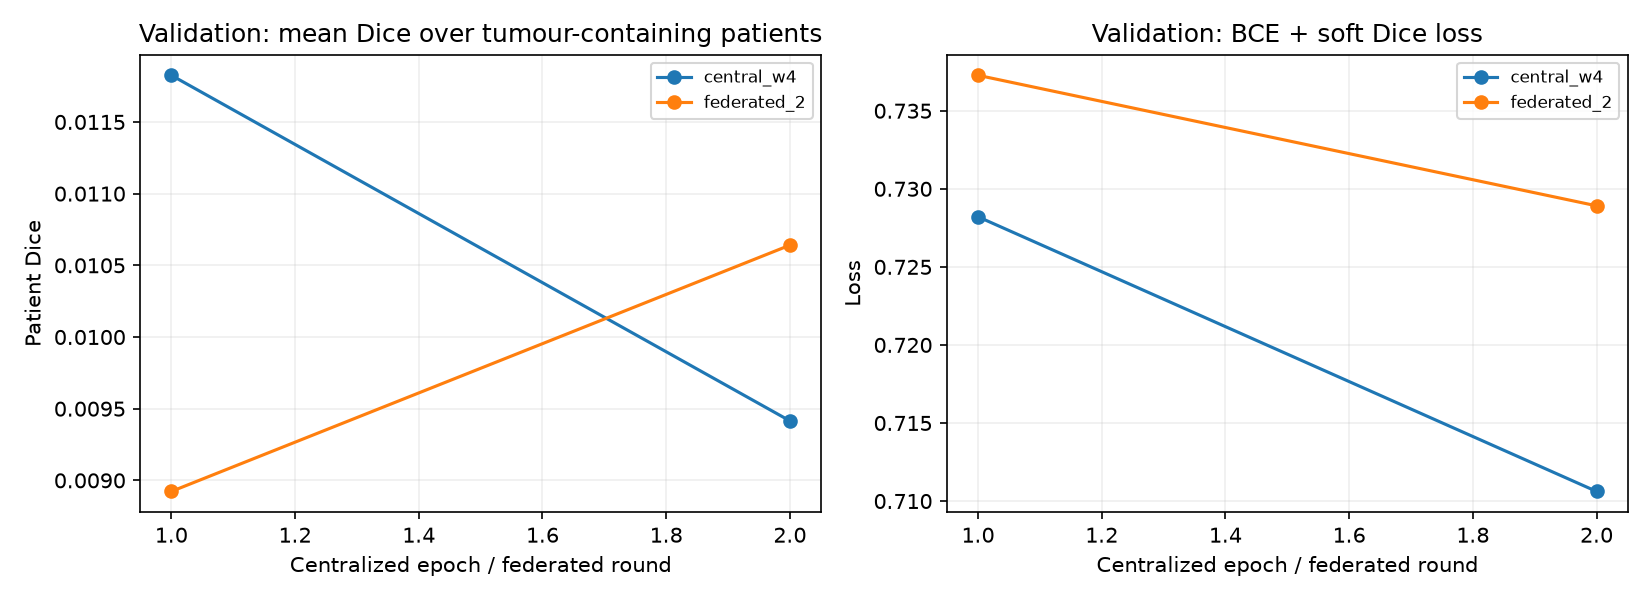 Validation: mean Dice over tumour-containing patients
central_w4
federated_2
Patient Dice
0.0115
0.0110
0.0105
0.0100
0.0095
0.0090
1.0 1.2 1.4 1.6 1.8 2.0
Centralized epoch / federated round
Validation: BCE + soft Dice loss
central_w4
federated_2
Loss
0.735
0.730
0.725
0.720
0.715
0.710
1.0 1.2 1.4 1.6 1.8 2.0
Centralized epoch / federated round